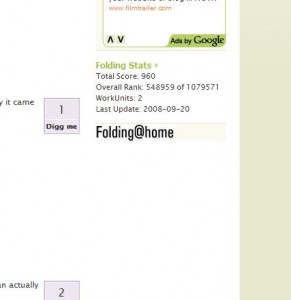 www.filmtrailer.com
Ads by Google
Folding Stats »
Total Score: 960
Overall Rank: 548959 of 1079571
WorkUnits: 2
Last Update: 2008-09-20
Folding@home
y it came
1
Digg me
an actually
2